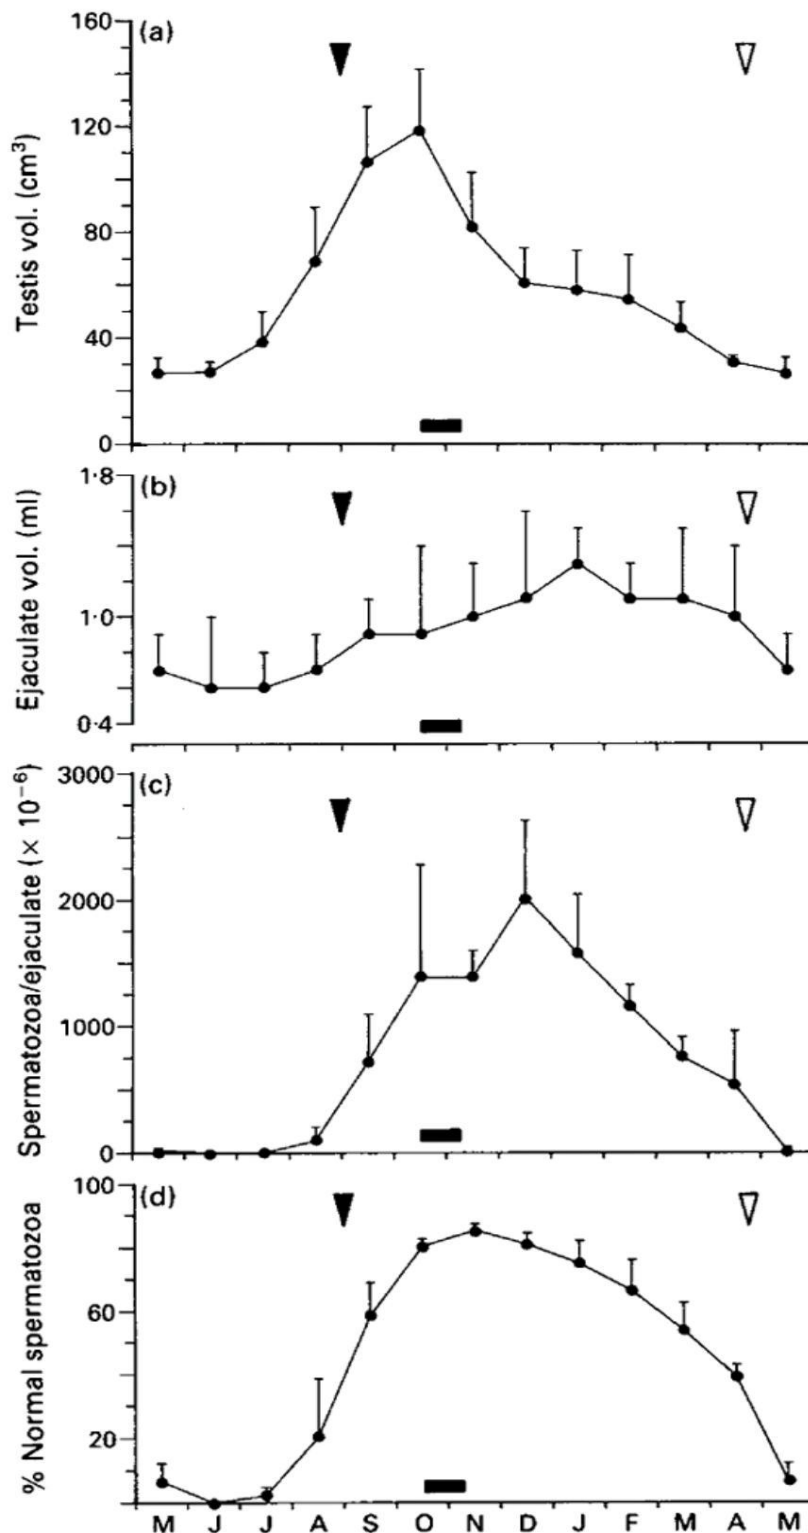 (a)
Testis vol. (cm³)
160
120
80
40
0
(b)
Ejaculate vol. (ml)
1·8
1·0
0·4
(c)
Spermatozoa/ejaculate (× 10⁻⁶)
3000
2000
1000
0
(d)
% Normal spermatozoa
100
60
20
M J J A S O N D J F M A M